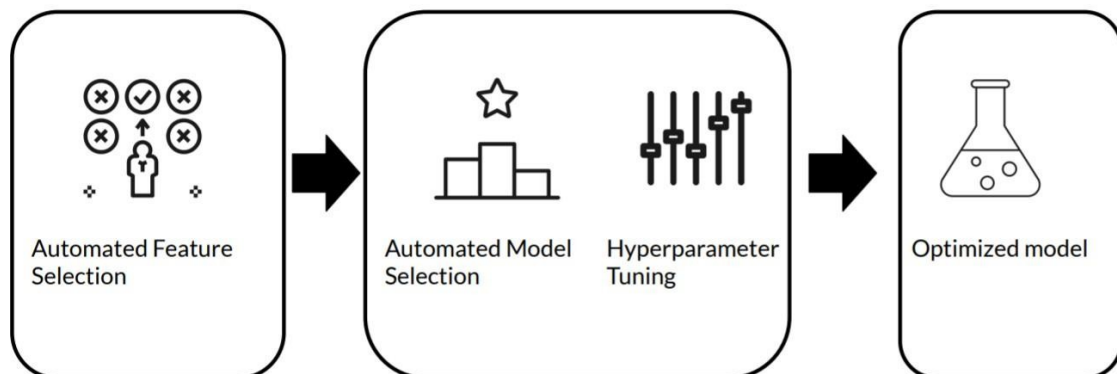 Automated Feature
Selection
Automated Model
Selection
Hyperparameter
Tuning
Optimized model